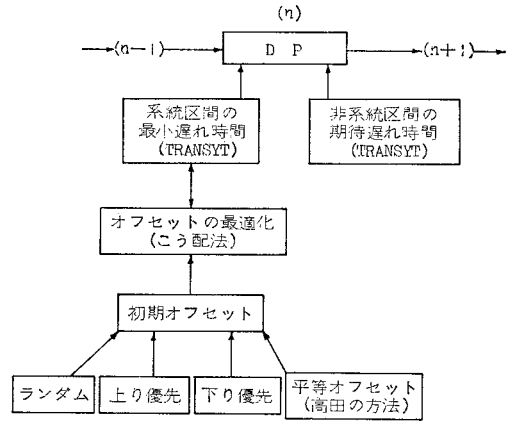 (n)
(n−1)
D P
(n+1)
系統区間の
最小遅れ時間
(TRANSYT)
非系統区間の
期待遅れ時間
(TRANSYT)
オフセットの最適化
(こう配法)
初期オフセット
ランダム
上り優先
下り優先
平等オフセット
(高田の方法)